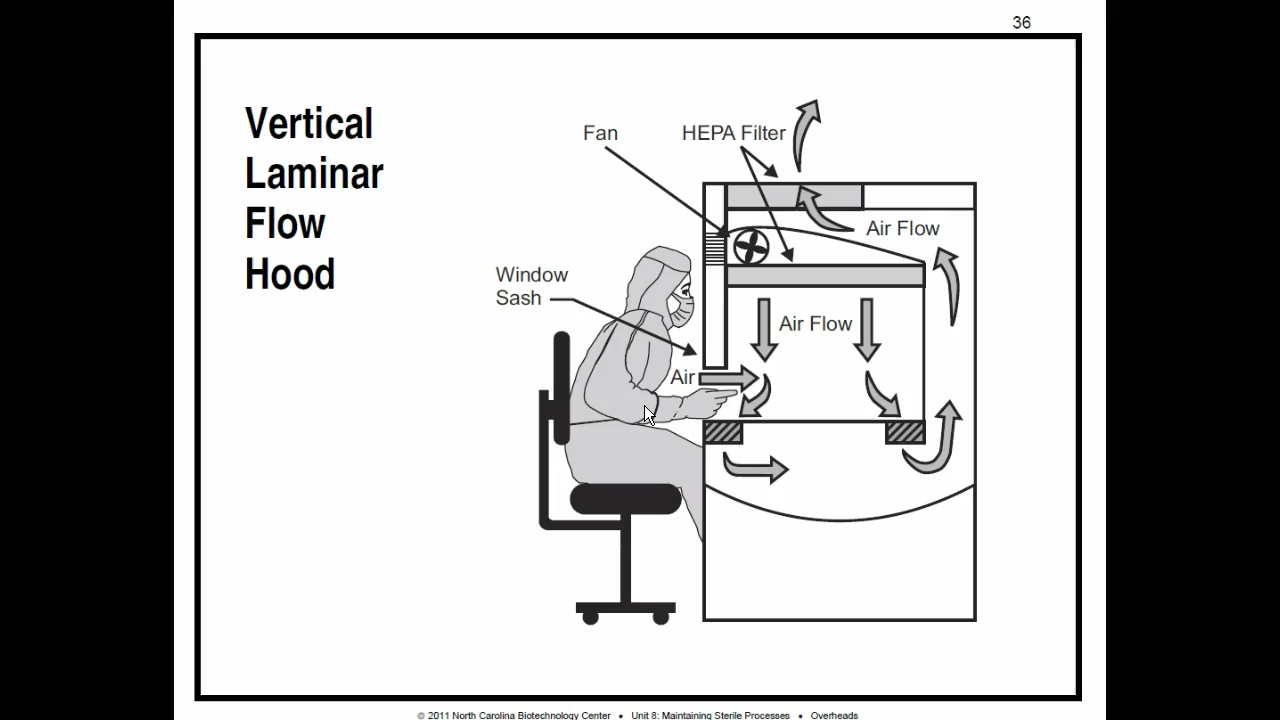 36
Vertical
Laminar
Flow
Hood
Fan
HEPA Filter
Air Flow
Window
Sash
Air Flow
Air
© 2011 North Carolina Biotechnology Center • Unit 8: Maintaining Sterile Processes • Overheads